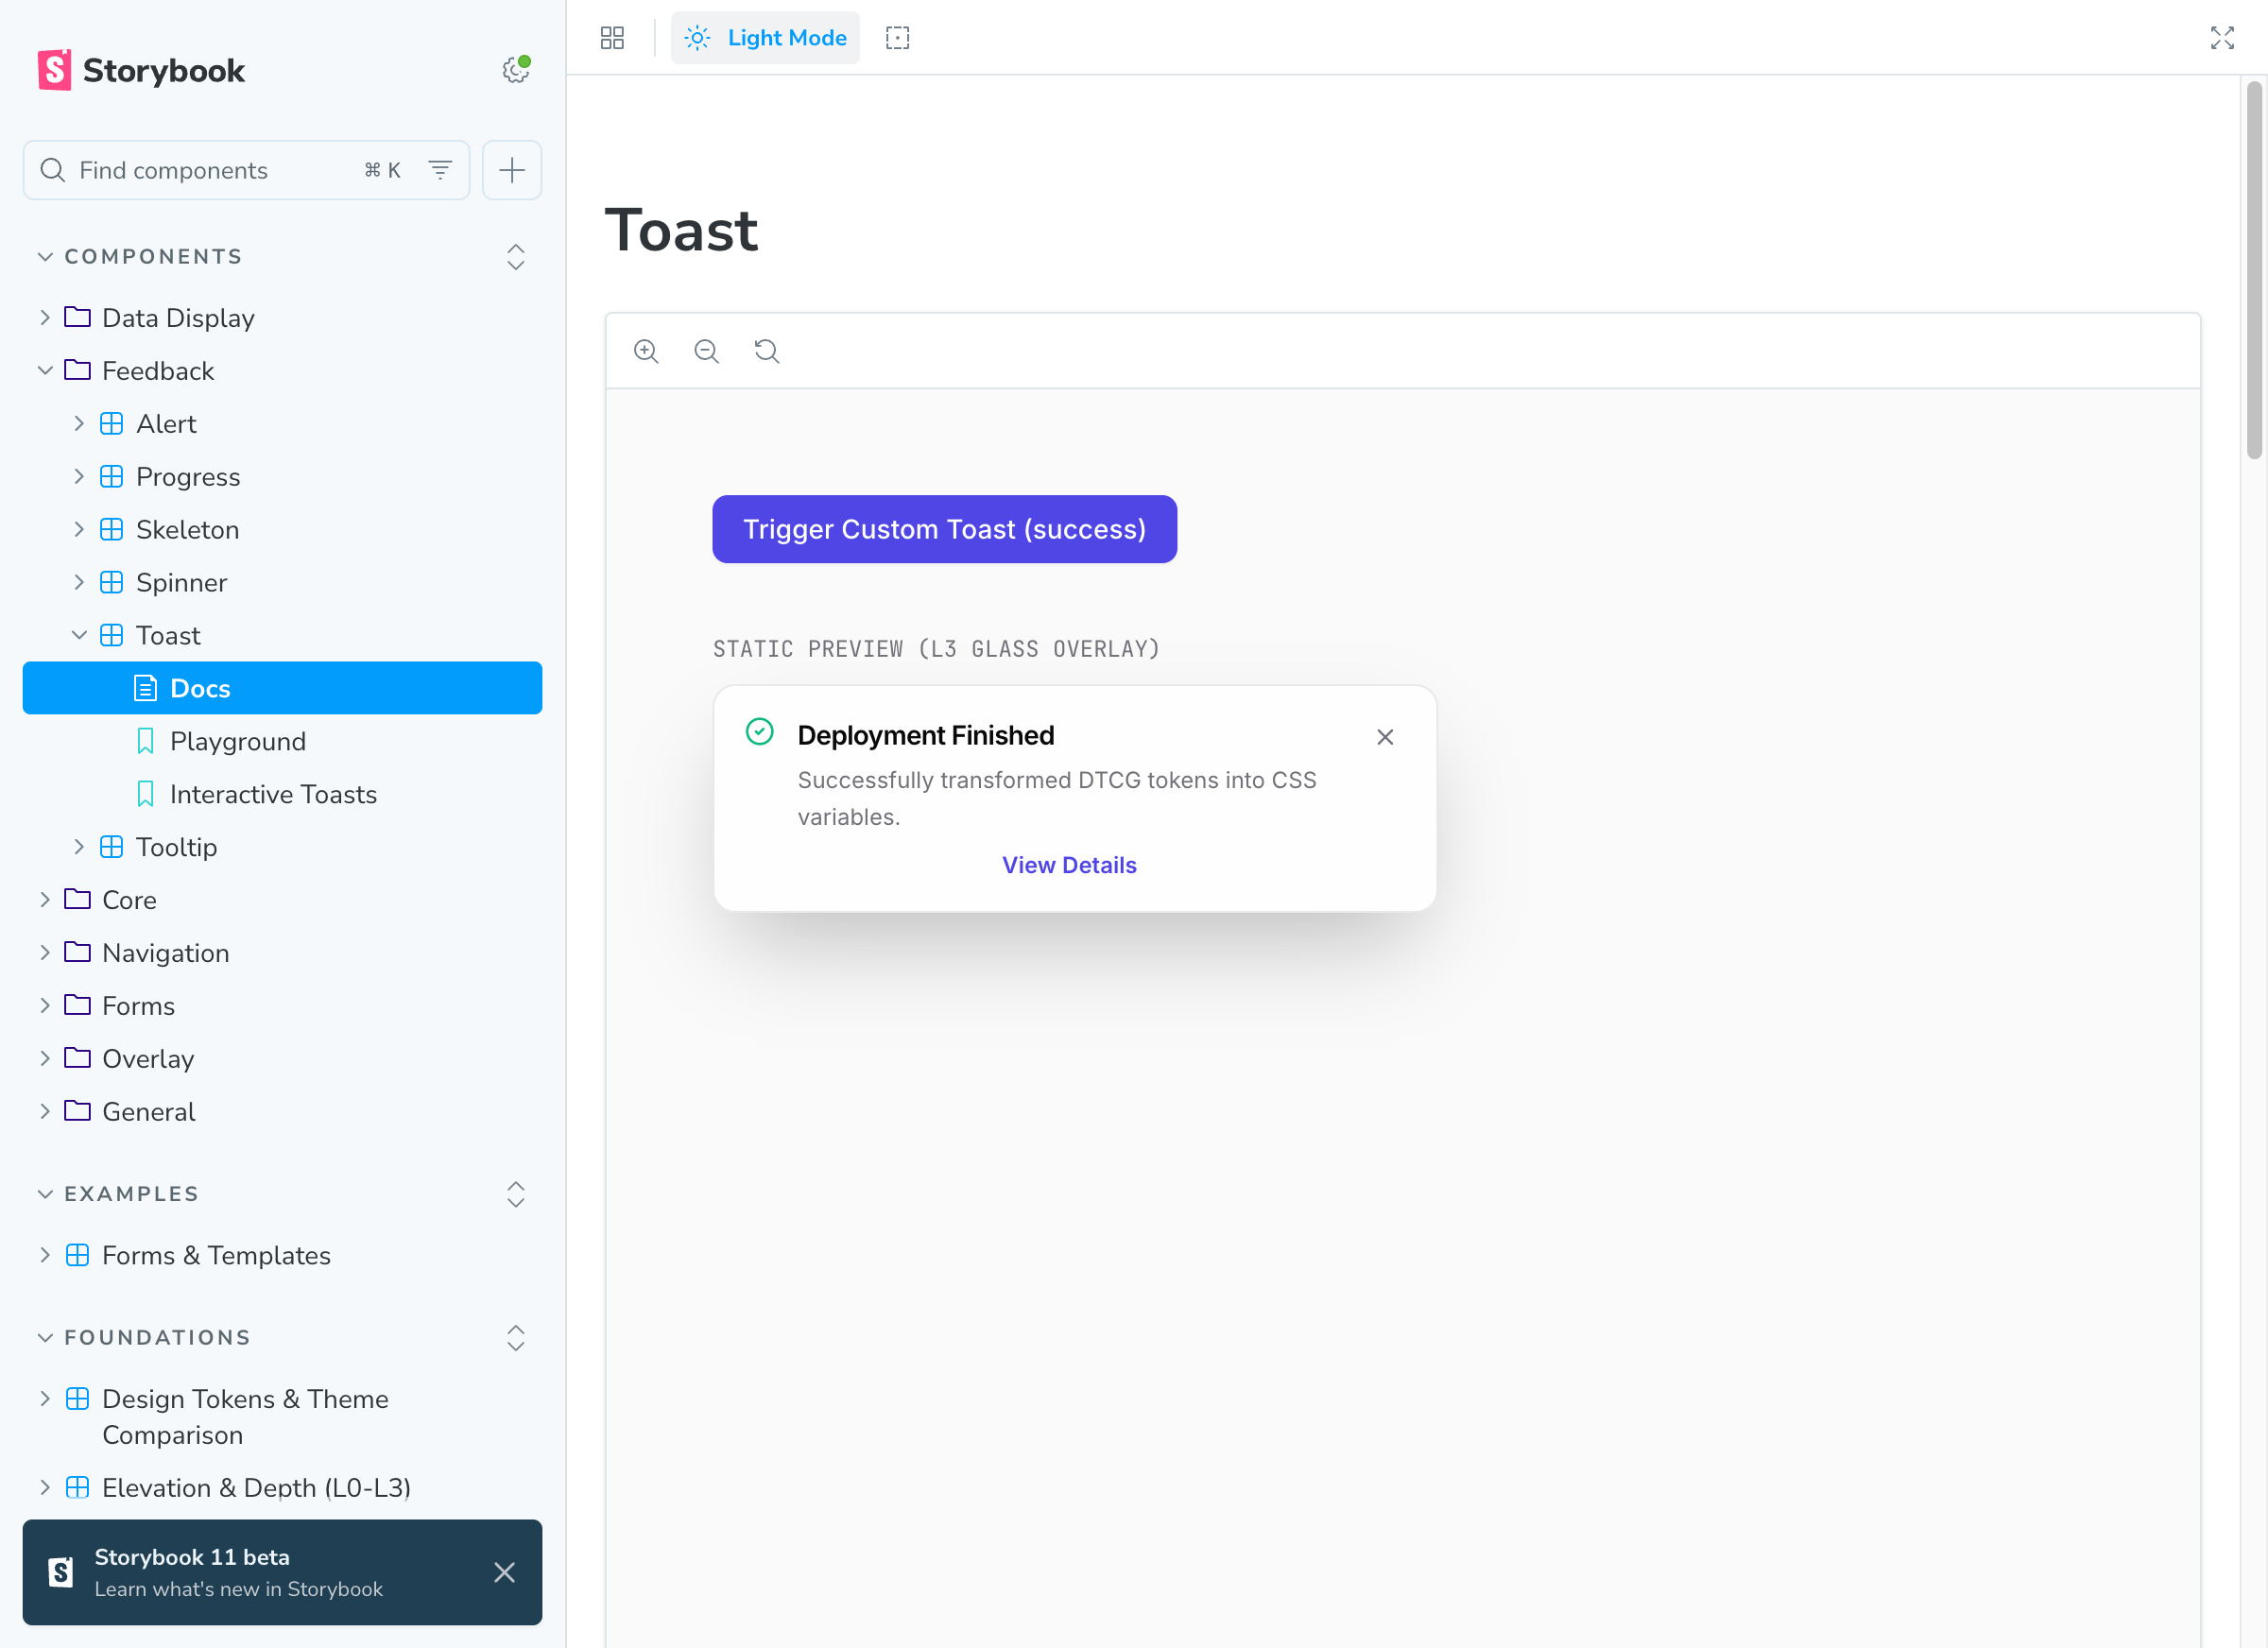 Storybook
Find components
⌘ K
COMPONENTS
Data Display
Feedback
Alert
Progress
Skeleton
Spinner
Toast
Docs
Playground
Interactive Toasts
Tooltip
Core
Navigation
Forms
Overlay
General
EXAMPLES
Forms & Templates
FOUNDATIONS
Design Tokens & Theme
Comparison
Elevation & Depth (L0-L3)
Storybook 11 beta
Learn what's new in Storybook
Light Mode
Toast
Trigger Custom Toast (success)
STATIC PREVIEW (L3 GLASS OVERLAY)
Deployment Finished
Successfully transformed DTCG tokens into CSS
variables.
View Details